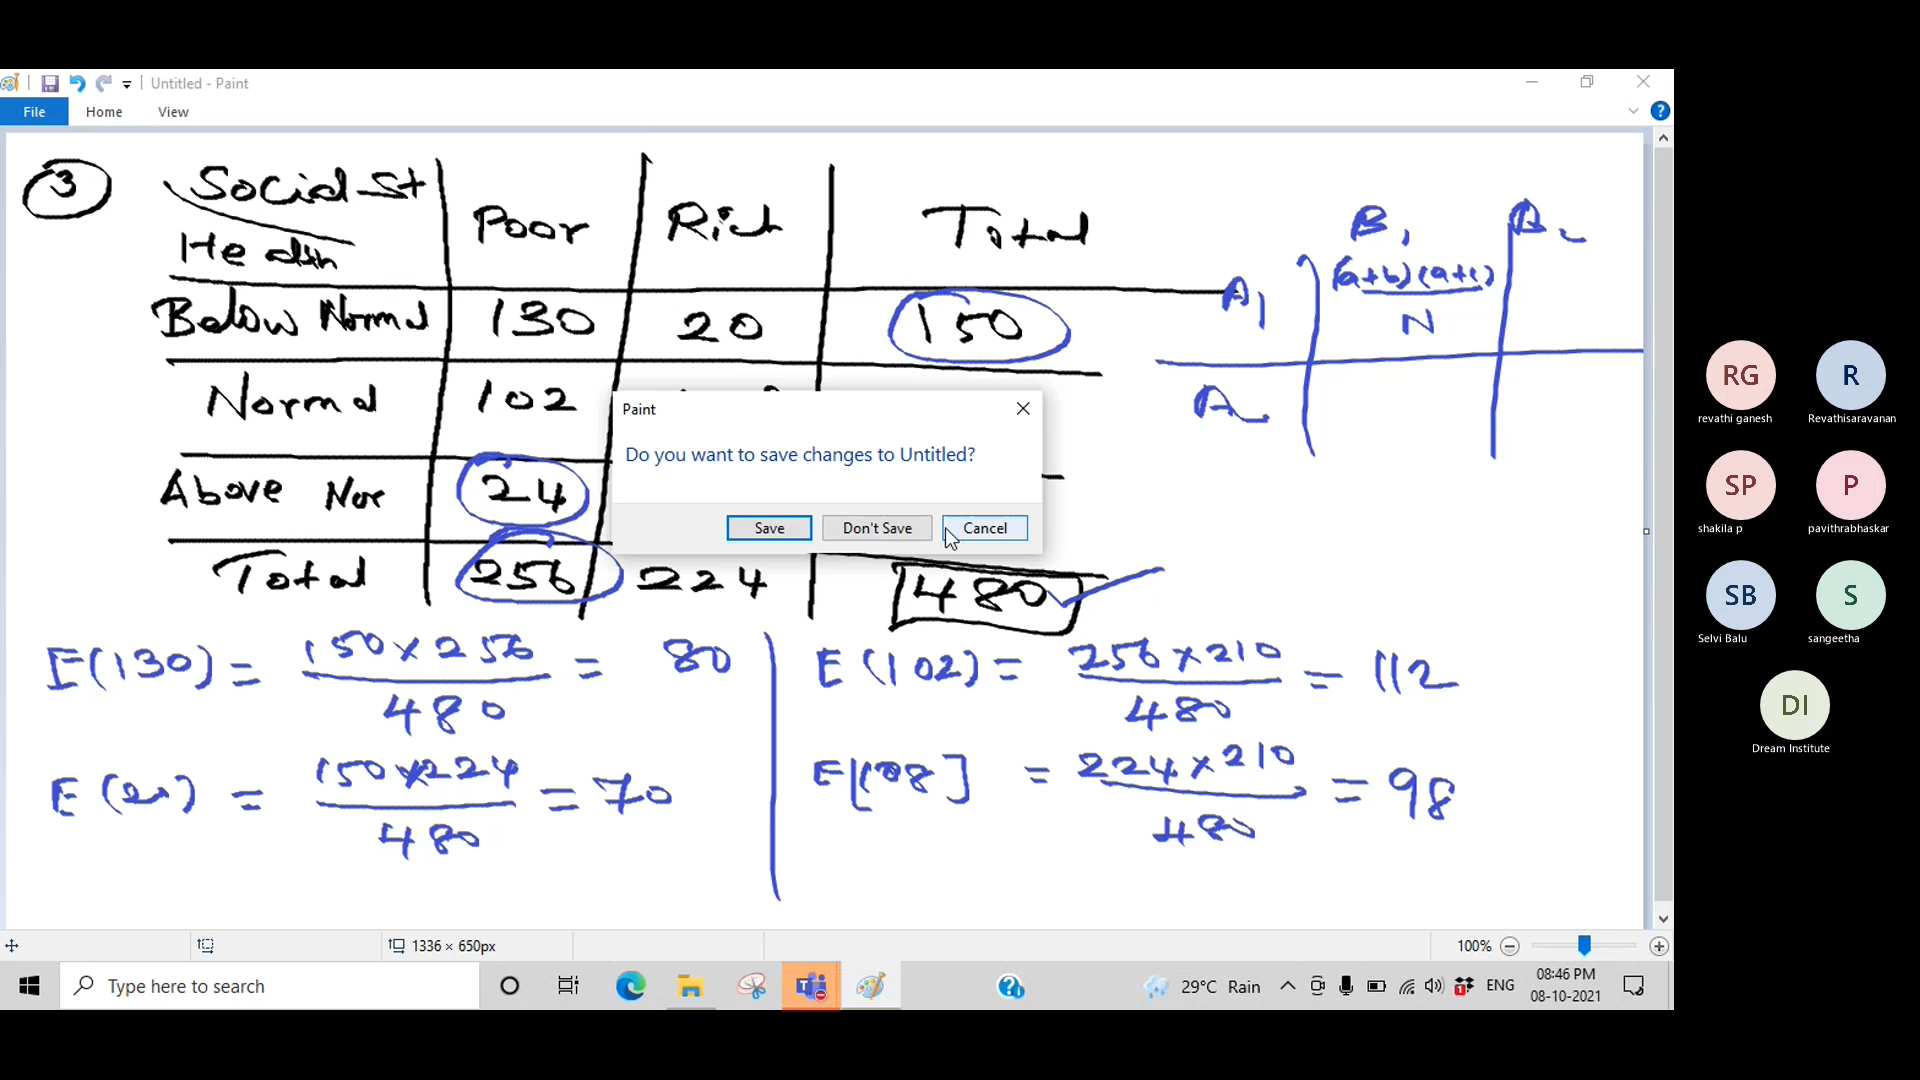 Untitled - Paint
File Home View
3
Social St
Health
Poor Rich Total
Below Normal 130 20 150
Normal 102
Above Nor 24
Total 256 224 480
B1
A1 (a+b)(a+c)
N
Paint
Do you want to save changes to Untitled?
Save Don't Save Cancel
E(130) = 150 × 256 = 80
480
E(20) = 150 × 224 = 70
480
E(102) = 256 × 210 = 112
480
E[108] = 224 × 210 = 98
480
1336 × 650px
100%
Type here to search
29°C Rain
ENG
08:46 PM
08-10-2021
RG
revathi ganesh
R
Revathisaravanan
SP
shakila p
P
pavithrabhaskar
SB
Selvi Balu
S
sangeetha
DI
Dream Institute